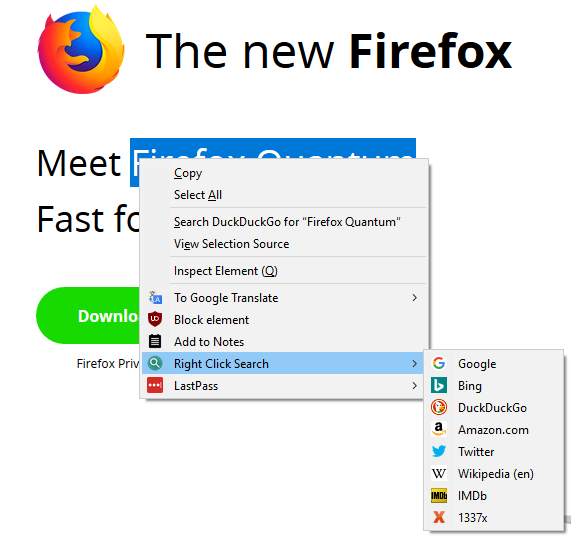 The new Firefox
Meet Firefox Quantum
Fast fo
Downlo
Firefox Priv
Copy
Select All
Search DuckDuckGo for “Firefox Quantum”
View Selection Source
Inspect Element (Q)
To Google Translate
Block element
Add to Notes
Right Click Search
LastPass
Google
Bing
DuckDuckGo
Amazon.com
Twitter
Wikipedia (en)
IMDb
1337x